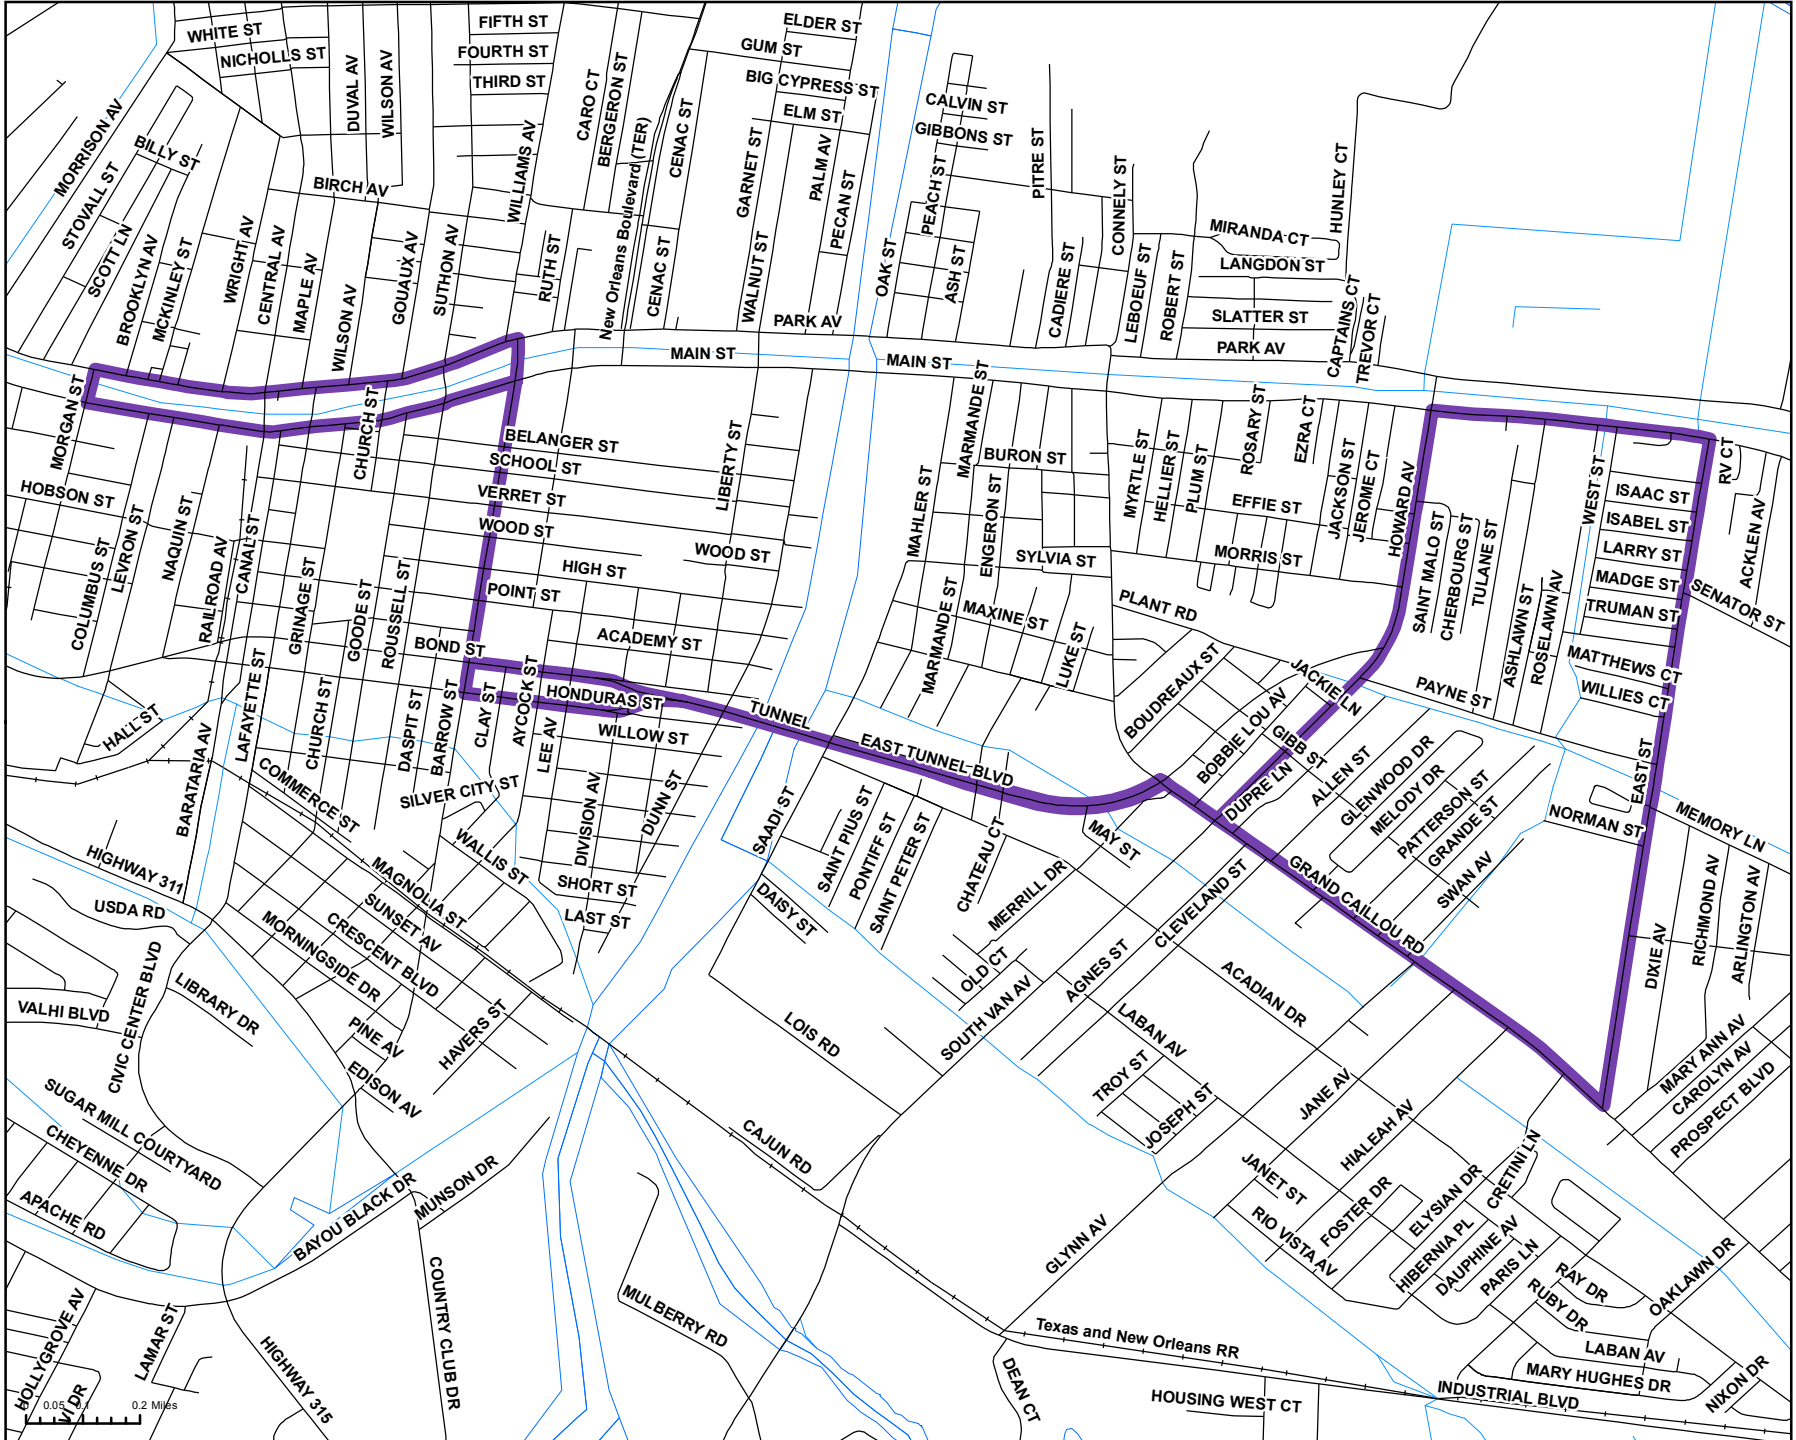 WHITE ST
NICHOLLS ST
FIFTH ST
FOURTH ST
THIRD ST
ELDER ST
GUM ST
BIG CYPRESS ST
ELM ST
CALVIN ST
GIBBONS ST
MORRISON AV
DUVAL AV
WILSON AV
CARO CT
BERGERON ST
New Orleans Boulevard (TER)
CENAC ST
GARNET ST
PALM AV
PECAN ST
PITRE ST
CONNELY ST
HUNLEY CT
BILLY ST
STOVALL ST
SCOTT LN
BROOKLYN AV
MCKINLEY ST
WRIGHT AV
CENTRAL AV
MAPLE AV
WILSON AV
BIRCH AV
GOUAUX AV
SUTHON AV
WILLIAMS AV
RUTH ST
CENAC ST
WALNUT ST
OAK ST
PEACH ST
ASH ST
CADIERE ST
LEBOEUF ST
ROBERT ST
MIRANDA CT
LANGDON ST
SLATTER ST
PARK AV
CAPTAINS CT
TREVOR CT
PARK AV
MAIN ST
MAIN ST
MORGAN ST
CHURCH ST
BELANGER ST
SCHOOL ST
VERRET ST
WOOD ST
WOOD ST
HIGH ST
POINT ST
ACADEMY ST
BOND ST
HONDURAS ST
WILLOW ST
LIBERTY ST
MAHLER ST
MARMANDE ST
BURON ST
ENGERON ST
SYLVIA ST
MAXINE ST
MARMANDE ST
LUKE ST
MYRTLE ST
HELLIER ST
PLUM ST
ROSARY ST
EZRA CT
EFFIE ST
MORRIS ST
JACKSON ST
JEROME CT
HOWARD AV
SAINT MALO ST
CHERBOURG ST
TULANE ST
ASHLAWN ST
ROSELAWN AV
WEST ST
ISAAC ST
ISABEL ST
LARRY ST
MADGE ST
TRUMAN ST
MATTHEWS CT
WILLIES CT
RV CT
ACKLEN AV
SENATOR ST
EAST ST
PLANT RD
BOUDREAUX ST
BOBBIE LOU AV
JACKIE LN
PAYNE ST
GIBB ST
DUPRE LN
ALLEN ST
GLENWOOD DR
MELODY DR
PATTERSON ST
GRANDE ST
SWAN AV
NORMAN ST
MEMORY LN
HOBSON ST
COLUMBUS ST
LEVRON ST
NAQUIN ST
RAILROAD AV
CANAL ST
GRINAGE ST
GOODE ST
ROUSSELL ST
HALL ST
BARATARIA AV
LAFAYETTE ST
CHURCH ST
DASPIT ST
BARROW ST
CLAY ST
AYCOCK ST
LEE AV
COMMERCE ST
SILVER CITY ST
WALLIS ST
DIVISION AV
DUNN ST
SHORT ST
LAST ST
TUNNEL
EAST TUNNEL BLVD
SAADI ST
DAISY ST
SAINT PIUS ST
PONTIFF ST
SAINT PETER ST
CHATEAU CT
MAY ST
MERRILL DR
OLD CT
CLEVELAND ST
AGNES ST
SOUTH VAN AV
GRAND CAILLOU RD
ACADIAN DR
LABAN AV
DIXIE AV
RICHMOND AV
ARLINGTON AV
MARY ANN AV
CAROLYN AV
PROSPECT BLVD
HIGHWAY 311
USDA RD
MAGNOLIA ST
SUNSET AV
CRESCENT BLVD
MORNINGSIDE DR
LIBRARY DR
PINE AV
EDISON AV
HAVERS ST
VALHI BLVD
CIVIC CENTER BLVD
SUGAR MILL COURTYARD
CHEYENNE DR
APACHE RD
BAYOU BLACK DR
MUNSON DR
LOIS RD
CAJUN RD
TROY ST
JOSEPH ST
JANE AV
HIALEAH AV
JANET ST
RIO VISTA AV
FOSTER DR
ELYSIAN DR
CRETINI LN
HIBERNIA PL
DAUPHINE AV
PARIS LN
RAY DR
RUBY DR
OAKLAWN DR
GLYNN AV
MULBERRY RD
COUNTRY CLUB DR
HIGHWAY 315
LAMAR ST
HOLLYGROVE AV
VI DR
Texas and New Orleans RR
DEAN CT
HOUSING WEST CT
INDUSTRIAL BLVD
MARY HUGHES DR
LABAN AV
NIXON DR
0.05 0.1 0.2 Miles